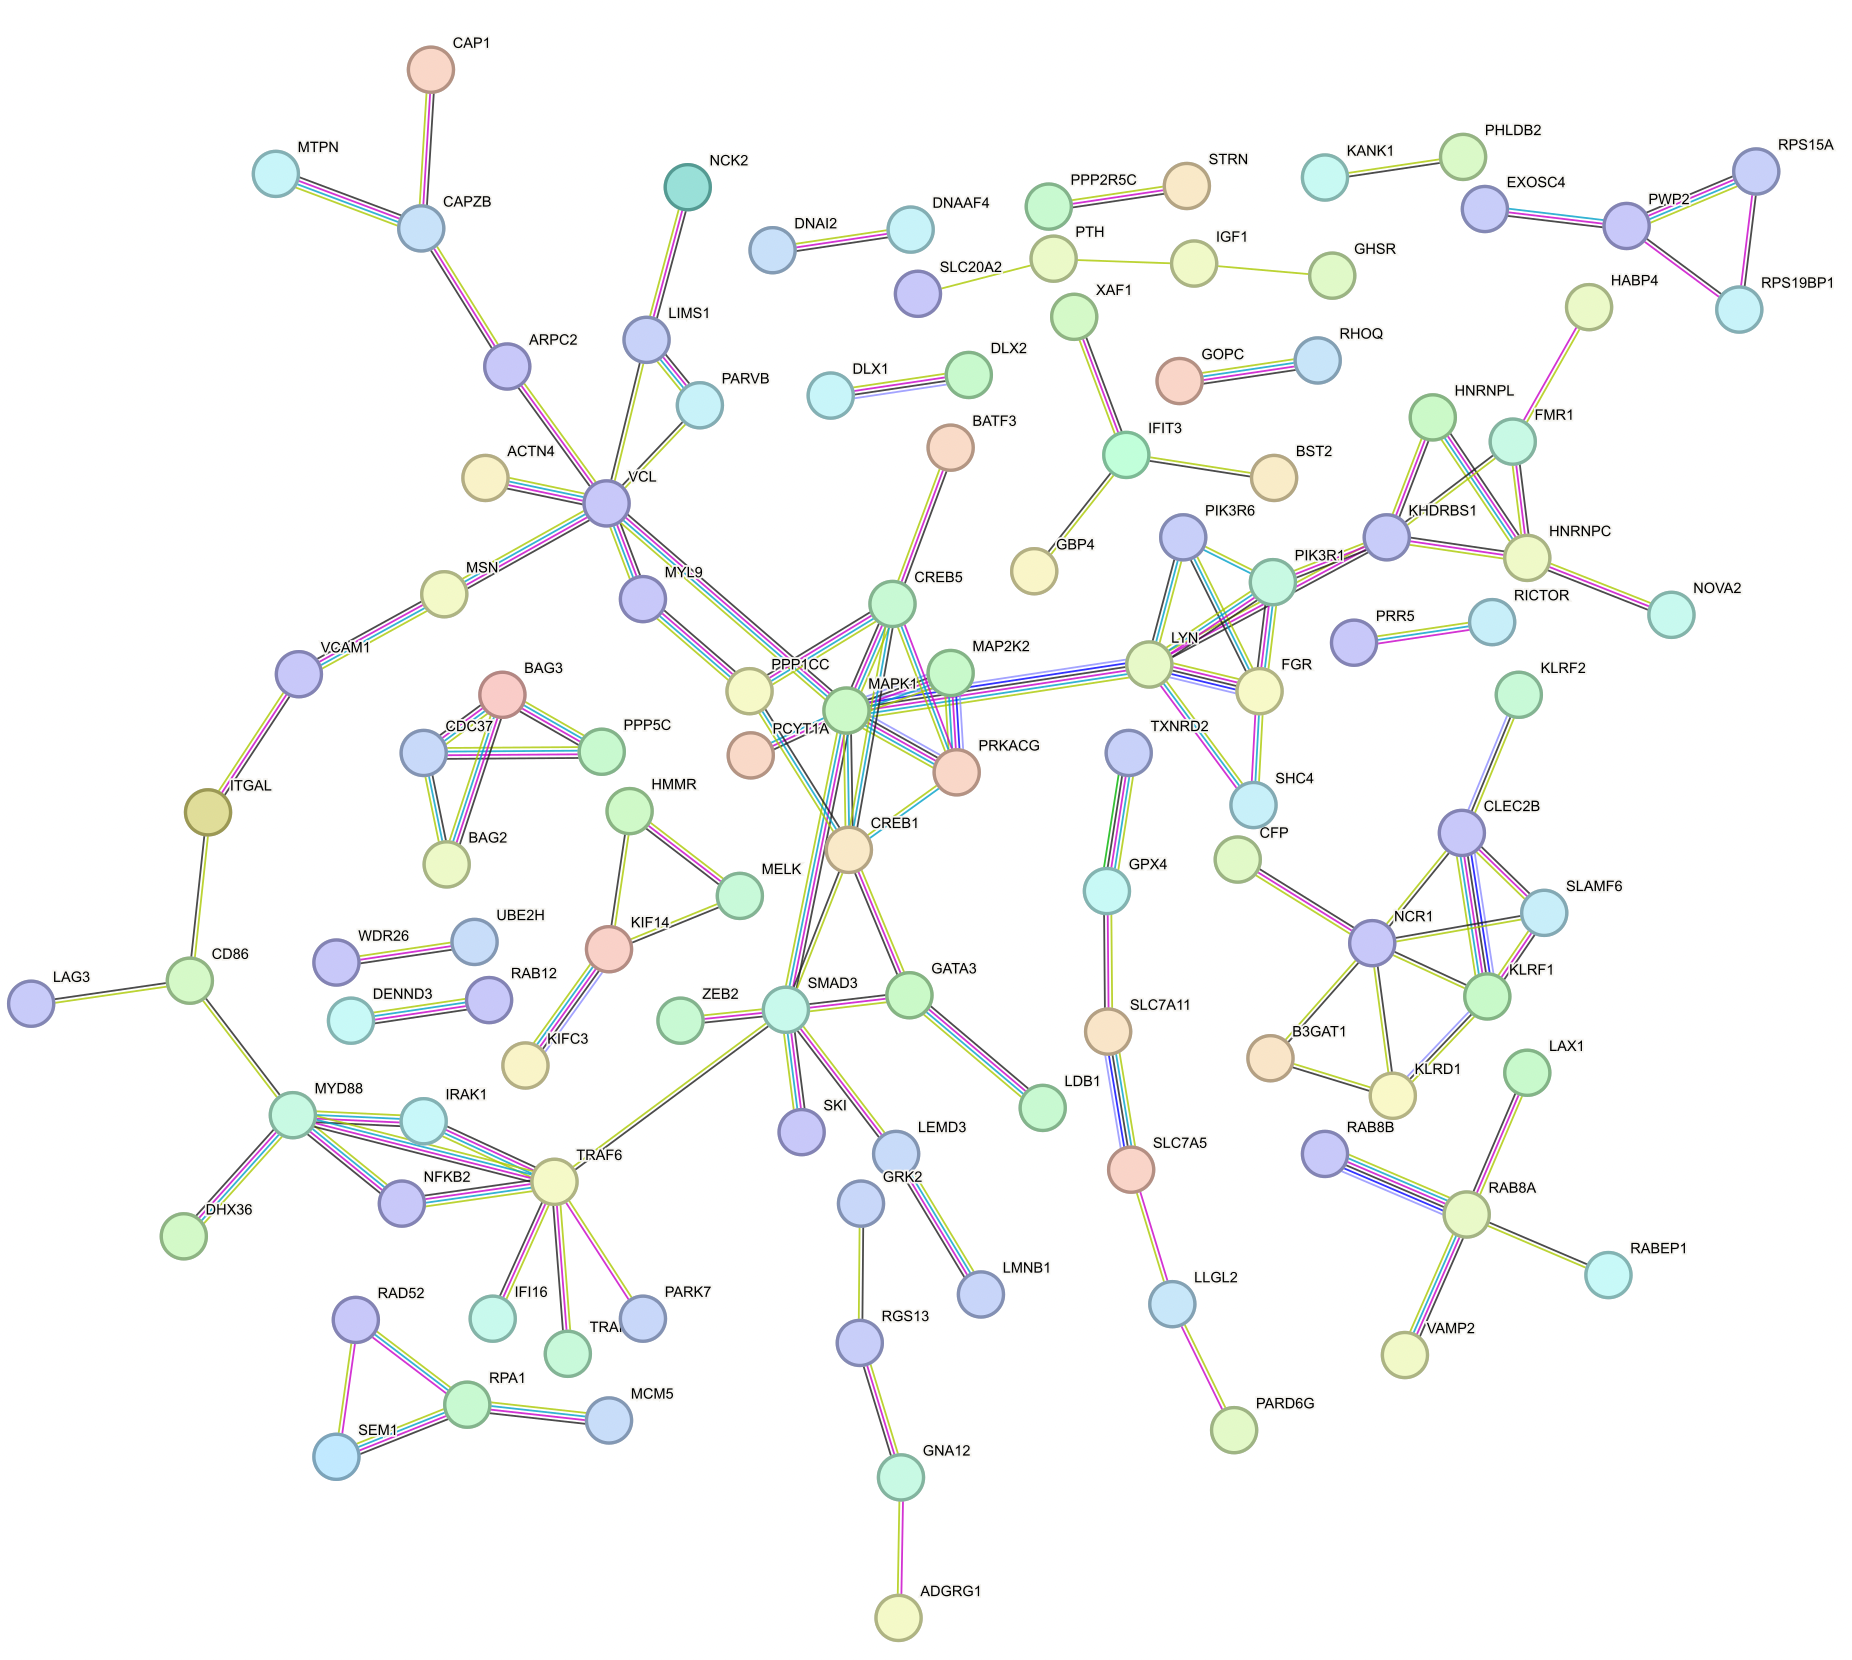 CAP1
PHLDB2
RPS15A
MTPN
NCK2
STRN
KANK1
PPP2R5C
EXOSC4
CAPZB
DNAAF4
PWP2
DNAI2
PTH
IGF1
GHSR
SLC20A2
HABP4
RPS19BP1
XAF1
LIMS1
RHOQ
ARPC2
DLX2
GOPC
DLX1
PARVB
HNRNPL
FMR1
BATF3
IFIT3
ACTN4
BST2
VCL
PIK3R6
KHDRBS1
HNRNPC
GBP4
PIK3R1
MSN
MYL9
CREB5
NOVA2
RICTOR
PRR5
LYN
VCAM1
MAP2K2
PPP1CC
FGR
BAG3
MAPK1
KLRF2
CDC37
PPP5C
PCYT1A
TXNRD2
PRKACG
SHC4
ITGAL
HMMR
CLEC2B
CREB1
CFP
BAG2
GPX4
MELK
SLAMF6
UBE2H
NCR1
KIF14
WDR26
CD86
RAB12
GATA3
KLRF1
LAG3
DENND3
ZEB2
SMAD3
SLC7A11
KIFC3
B3GAT1
LAX1
KLRD1
MYD88
IRAK1
LDB1
SKI
RAB8B
LEMD3
SLC7A5
TRAF6
NFKB2
GRK2
RAB8A
DHX36
RABEP1
LMNB1
LLGL2
RAD52
IFI16
PARK7
RGS13
VAMP2
RPA1
MCM5
PARD6G
SEM1
GNA12
ADGRG1